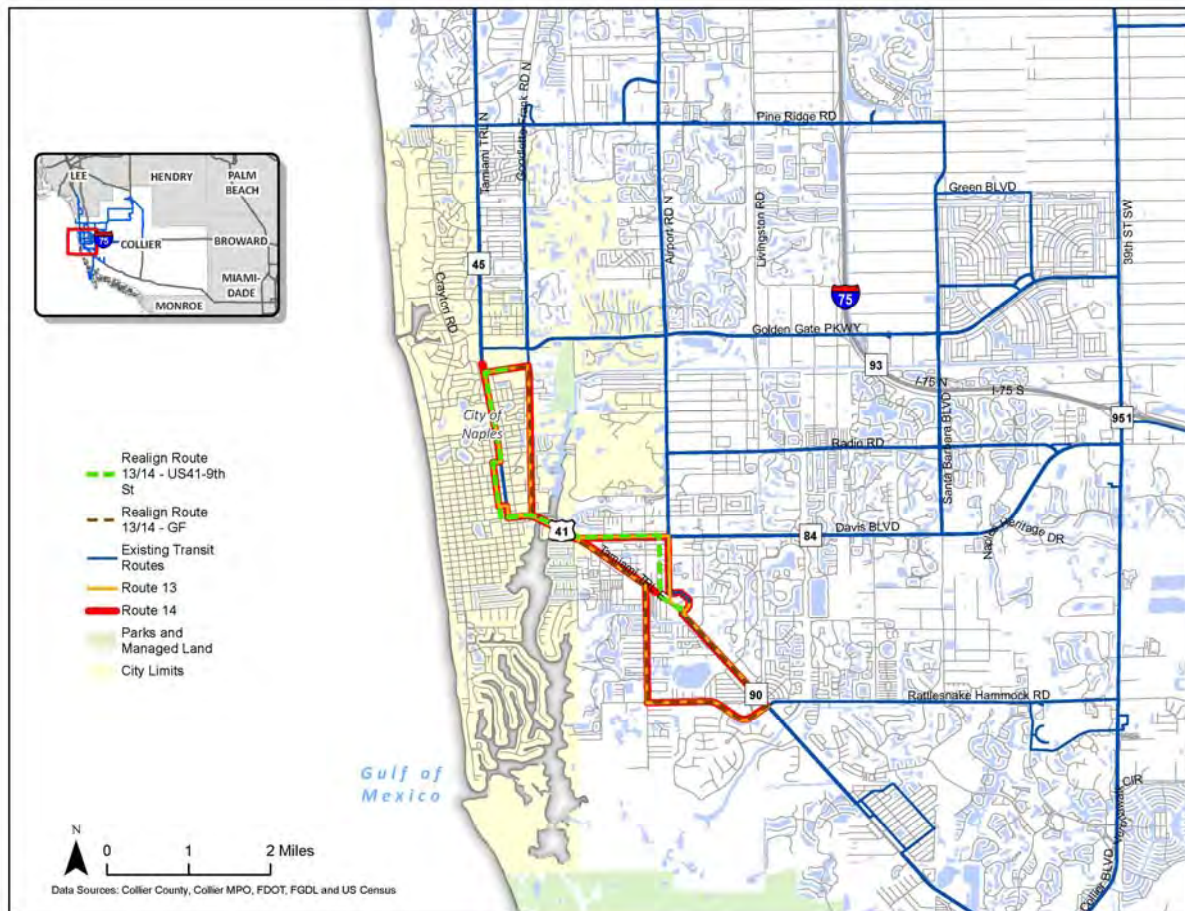 LEE
HENDRY
PALM
BEACH
75
COLLIER
BROWARD
MIAMI-
DADE
MONROE
Tamiami TRL N
Goodlette Frank RD N
Pine Ridge RD
Airport RD N
Livingston RD
Green BLVD
39th ST SW
45
Crayton RD
75
Golden Gate PKWY
93
I-75 N
I-75 S
951
City of
Naples
Radio RD
Santa Barbara BLVD
41
Davis BLVD
84
Heritage DR
Tamiami TRL E
90
Rattlesnake Hammock RD
Collier BLVD
Gulf of
Mexico
Realign Route
13/14 - US41-9th
St
Realign Route
13/14 - GF
Existing Transit
Routes
Route 13
Route 14
Parks and
Managed Land
City Limits
N
0 1 2 Miles
Data Sources: Collier County, Collier MPO, FDOT, FGDL and US Census